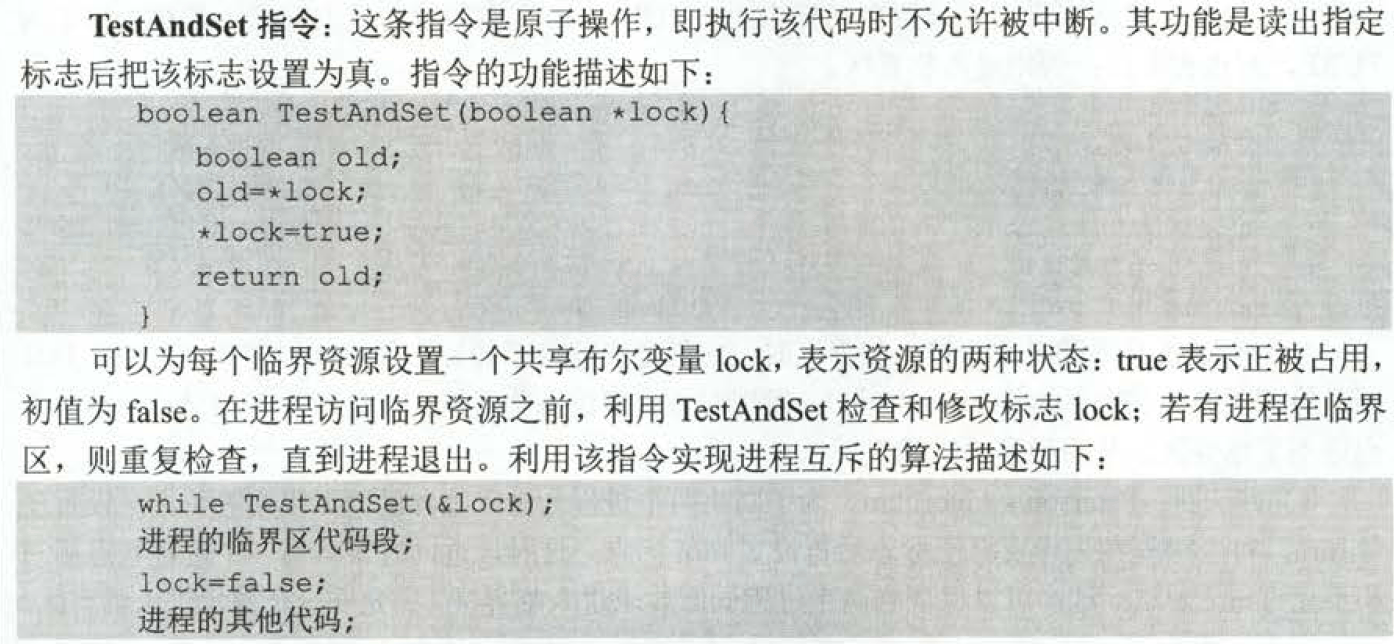 TestAndSet 指令：这条指令是原子操作，即执行该代码时不允许被中断。其功能是读出指定
标志后把该标志设置为真。指令的功能描述如下：
boolean TestAndSet(boolean *lock){
boolean old;
old=*lock;
*lock=true;
return old;
}
可以为每个临界资源设置一个共享布尔变量 lock，表示资源的两种状态：true 表示正被占用，
初值为 false。在进程访问临界资源之前，利用 TestAndSet 检查和修改标志 lock；若有进程在临界
区，则重复检查，直到进程退出。利用该指令实现进程互斥的算法描述如下：
while TestAndSet(&lock);
进程的临界区代码段;
lock=false;
进程的其他代码;